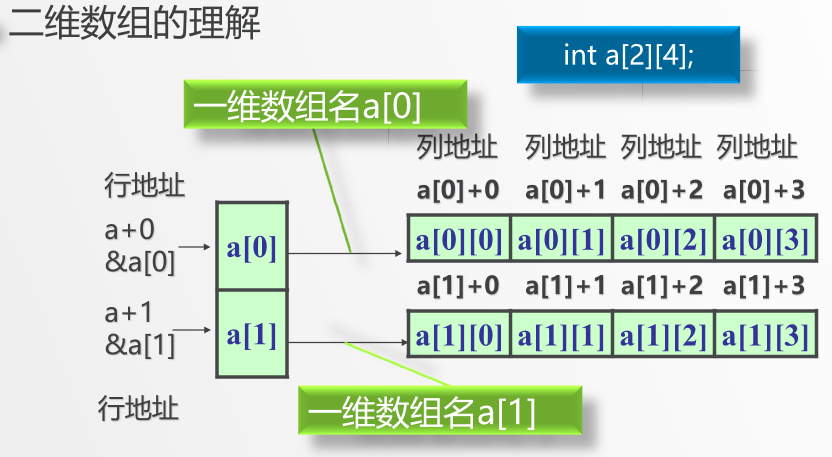 二维数组的理解
int a[2][4];
一维数组名a[0]
列地址 列地址 列地址 列地址
行地址
a[0]+0 a[0]+1 a[0]+2 a[0]+3
a+0
&a[0]
a[0]
a[0][0] a[0][1] a[0][2] a[0][3]
a[1]+0 a[1]+1 a[1]+2 a[1]+3
a+1
&a[1]
a[1]
a[1][0] a[1][1] a[1][2] a[1][3]
行地址
一维数组名a[1]